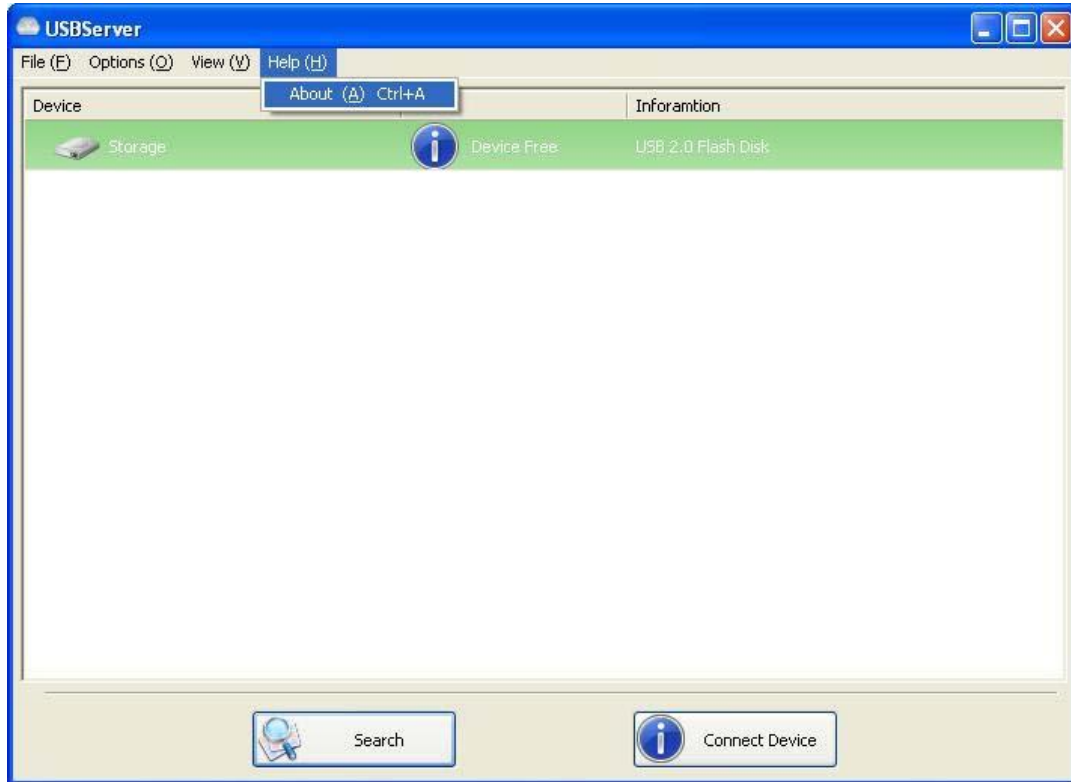 USBServer
File (F) Options (O) View (V) Help (H)
About (A) Ctrl+A
Device Inforamtion
Storage Device Free USB 2.0 Flash Disk
Search Connect Device